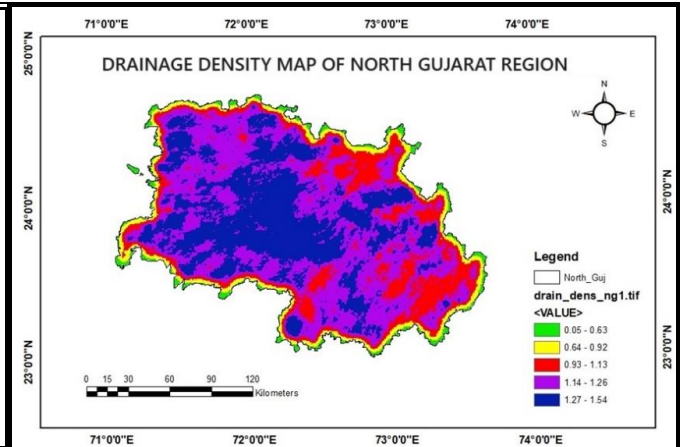 71°0'0"E 72°0'0"E 73°0'0"E 74°0'0"E
25°0'0"N
DRAINAGE DENSITY MAP OF NORTH GUJARAT REGION
N
W E
S
24°0'0"N 24°0'0"N
Legend
North_Guj
drain_dens_ng1.tif
<VALUE>
0.05 - 0.63
0.64 - 0.92
0.93 - 1.13
1.14 - 1.26
1.27 - 1.54
23°0'0"N 23°0'0"N
0 15 30 60 90 120
Kilometers
71°0'0"E 72°0'0"E 73°0'0"E 74°0'0"E